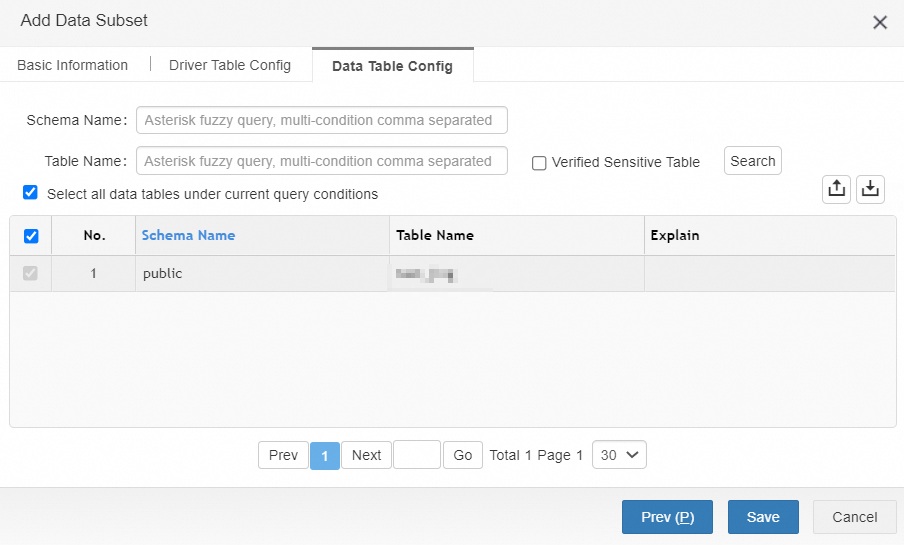 Add Data Subset
Basic Information | Driver Table Config Data Table Config
Schema Name: Asterisk fuzzy query, multi-condition comma separated
Table Name: Asterisk fuzzy query, multi-condition comma separated Verified Sensitive Table Search
Select all data tables under current query conditions
No. Schema Name Table Name Explain
1 public
Prev 1 Next Go Total 1 Page 1 30
Prev (P) Save Cancel